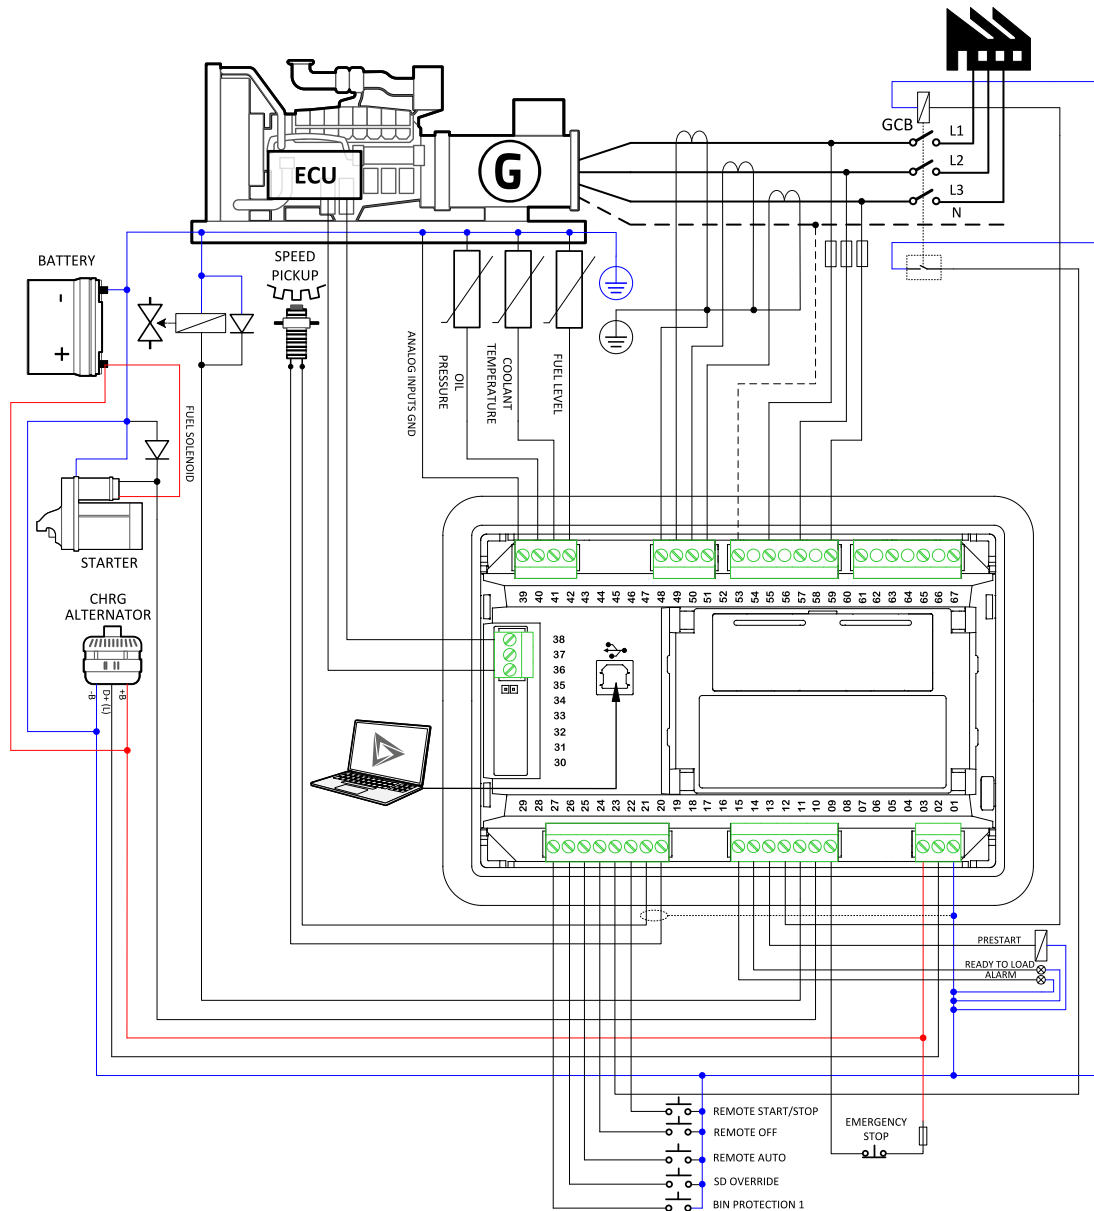 GCB
L1
L2
L3
N
ECU
G
BATTERY
-
+
SPEED
PICKUP
ANALOG INPUTS GND
OIL
PRESSURE
COOLANT
TEMPERATURE
FUEL LEVEL
FUEL SOLENOID
STARTER
CHRG
ALTERNATOR
-B
D+ (L)
+B
39 40 41 42 43 44 45 46 47 48 49 50 51 52 53 54 55 56 57 58 59 60 61 62 63 64 65 66 67
38
37
36
35
34
33
32
31
30
29 28 27 26 25 24 23 22 21 20 19 18 17 16 15 14 13 12 11 10 09 08 07 06 05 04 03 02 01
PRESTART
READY TO LOAD
ALARM
REMOTE START/STOP
REMOTE OFF
REMOTE AUTO
SD OVERRIDE
BIN PROTECTION 1
EMERGENCY
STOP